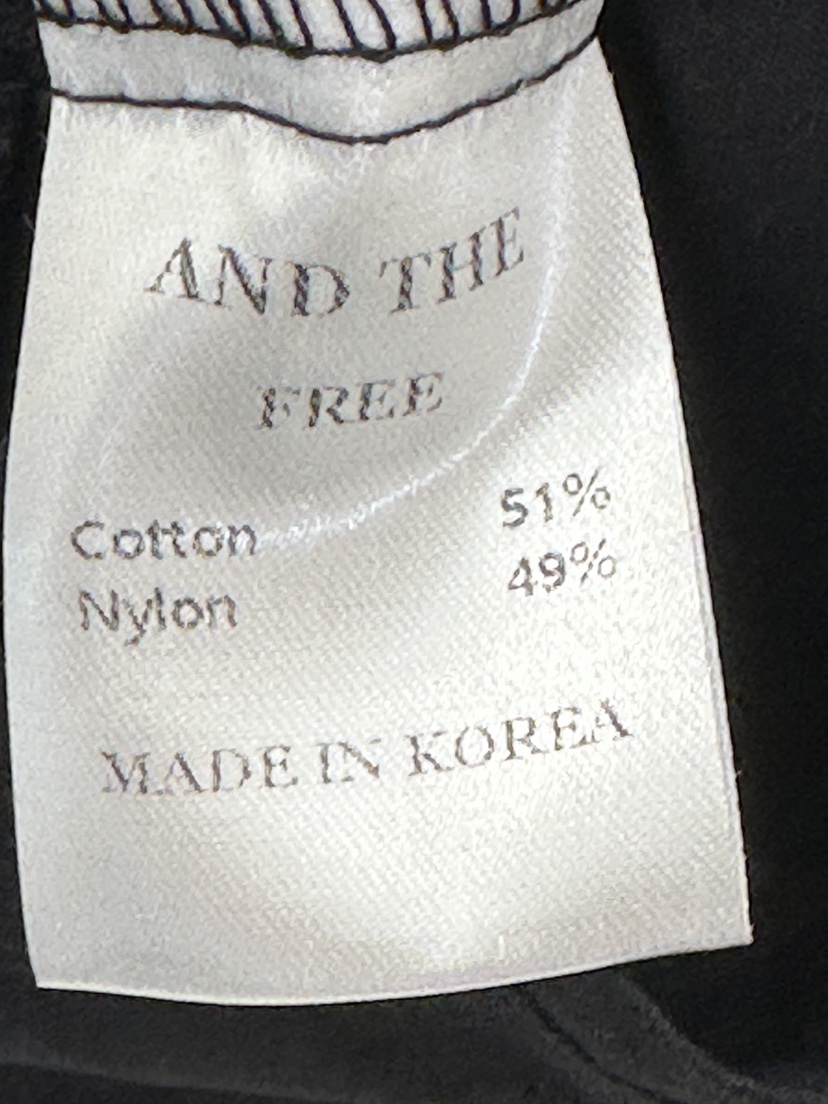 AND THE
FREE
Cotton 51%
Nylon 49%
MADE IN KOREA